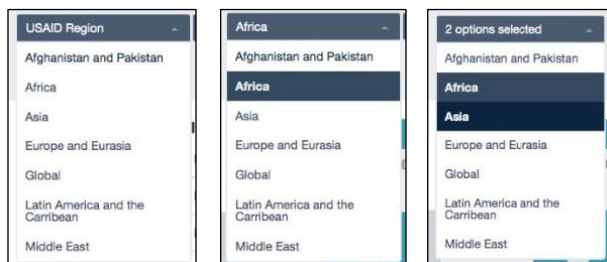 USAID Region
Afghanistan and Pakistan
Africa
Asia
Europe and Eurasia
Global
Latin America and the
Carribean
Middle East
Africa
Afghanistan and Pakistan
Africa
Asia
Europe and Eurasia
Global
Latin America and the
Carribean
Middle East
2 options selected
Afghanistan and Pakistan
Africa
Asia
Europe and Eurasia
Global
Latin America and the
Carribean
Middle East